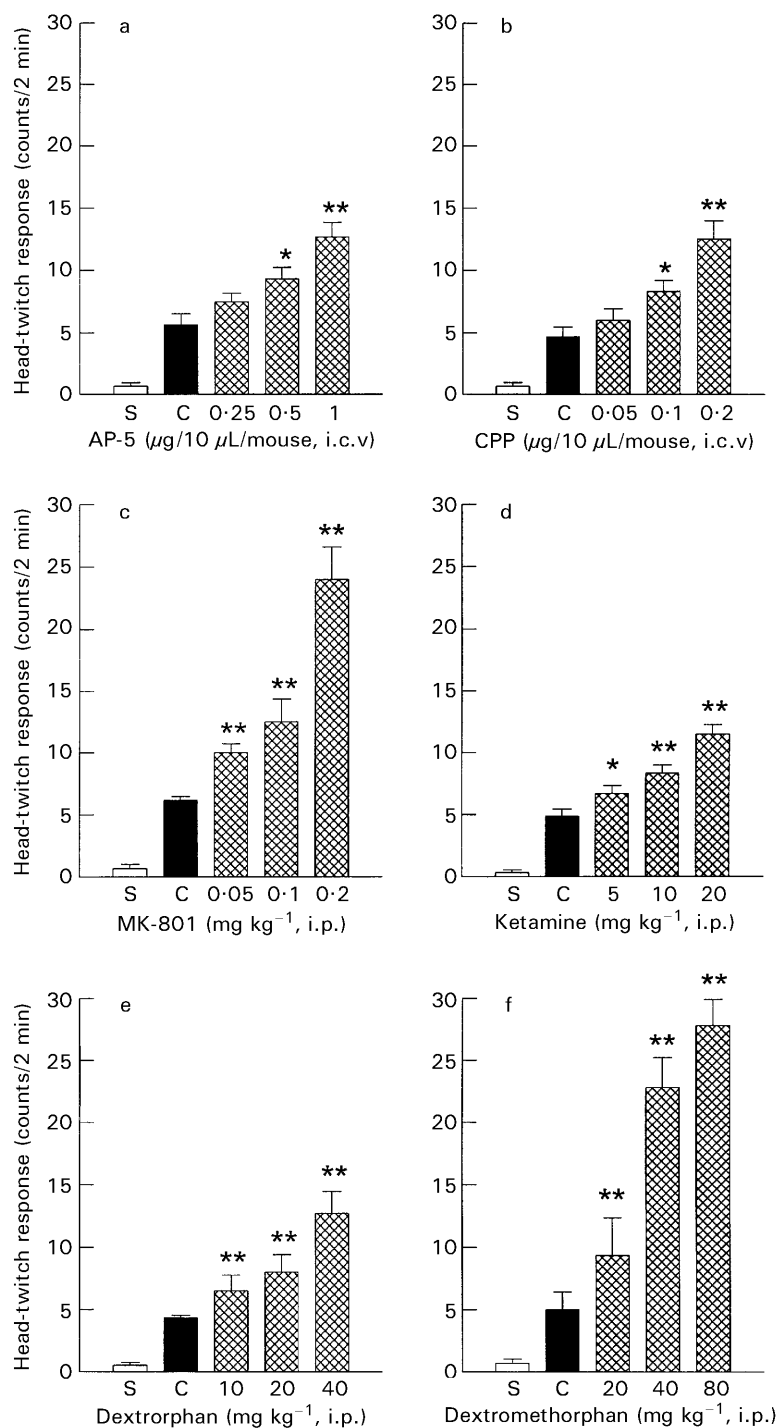 a
Head-twitch response (counts/2 min)
30
25
20
15
10
5
0
*
**
S C 0·25 0·5 1
AP-5 (µg/10 µL/mouse, i.c.v)
b
30
25
20
15
10
5
0
*
**
S C 0·05 0·1 0·2
CPP (µg/10 µL/mouse, i.c.v)
c
Head-twitch response (counts/2 min)
30
25
20
15
10
5
0
**
**
**
S C 0·05 0·1 0·2
MK-801 (mg kg⁻¹, i.p.)
d
30
25
20
15
10
5
0
*
**
**
S C 5 10 20
Ketamine (mg kg⁻¹, i.p.)
e
Head-twitch response (counts/2 min)
30
25
20
15
10
5
0
**
**
**
S C 10 20 40
Dextrorphan (mg kg⁻¹, i.p.)
f
30
25
20
15
10
5
0
**
**
**
S C 20 40 80
Dextromethorphan (mg kg⁻¹, i.p.)